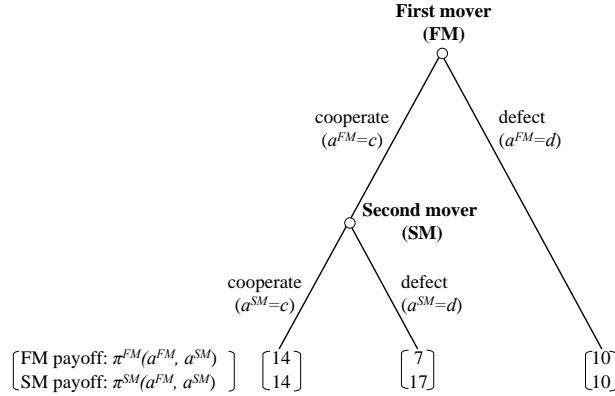 First mover
(FM)
cooperate
(a^FM=c)
defect
(a^FM=d)
Second mover
(SM)
cooperate
(a^SM=c)
defect
(a^SM=d)
FM payoff: π^FM(a^FM, a^SM) 14 7 10
SM payoff: π^SM(a^FM, a^SM) 14 17 10